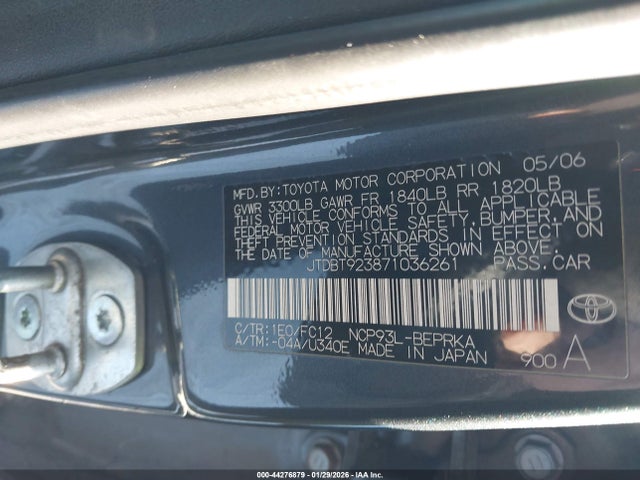 MFD.BY:TOYOTA MOTOR CORPORATION 05/06
GVWR 3300LB GAWR FR 1840LB RR 1820LB
THIS VEHICLE CONFORMS TO ALL APPLICABLE
FEDERAL MOTOR VEHICLE SAFETY,BUMPER,AND
THEFT PREVENTION STANDARDS IN EFFECT ON
THE DATE OF MANUFACTURE SHOWN ABOVE.
JTDBT923871036261 PASS.CAR
C/TR:1E0/FC12 NCP93L-BEPRKA
A/TM:-04A/U340E MADE IN JAPAN 900 A
000-44276879 | 01/29/2026 - IAA Inc.